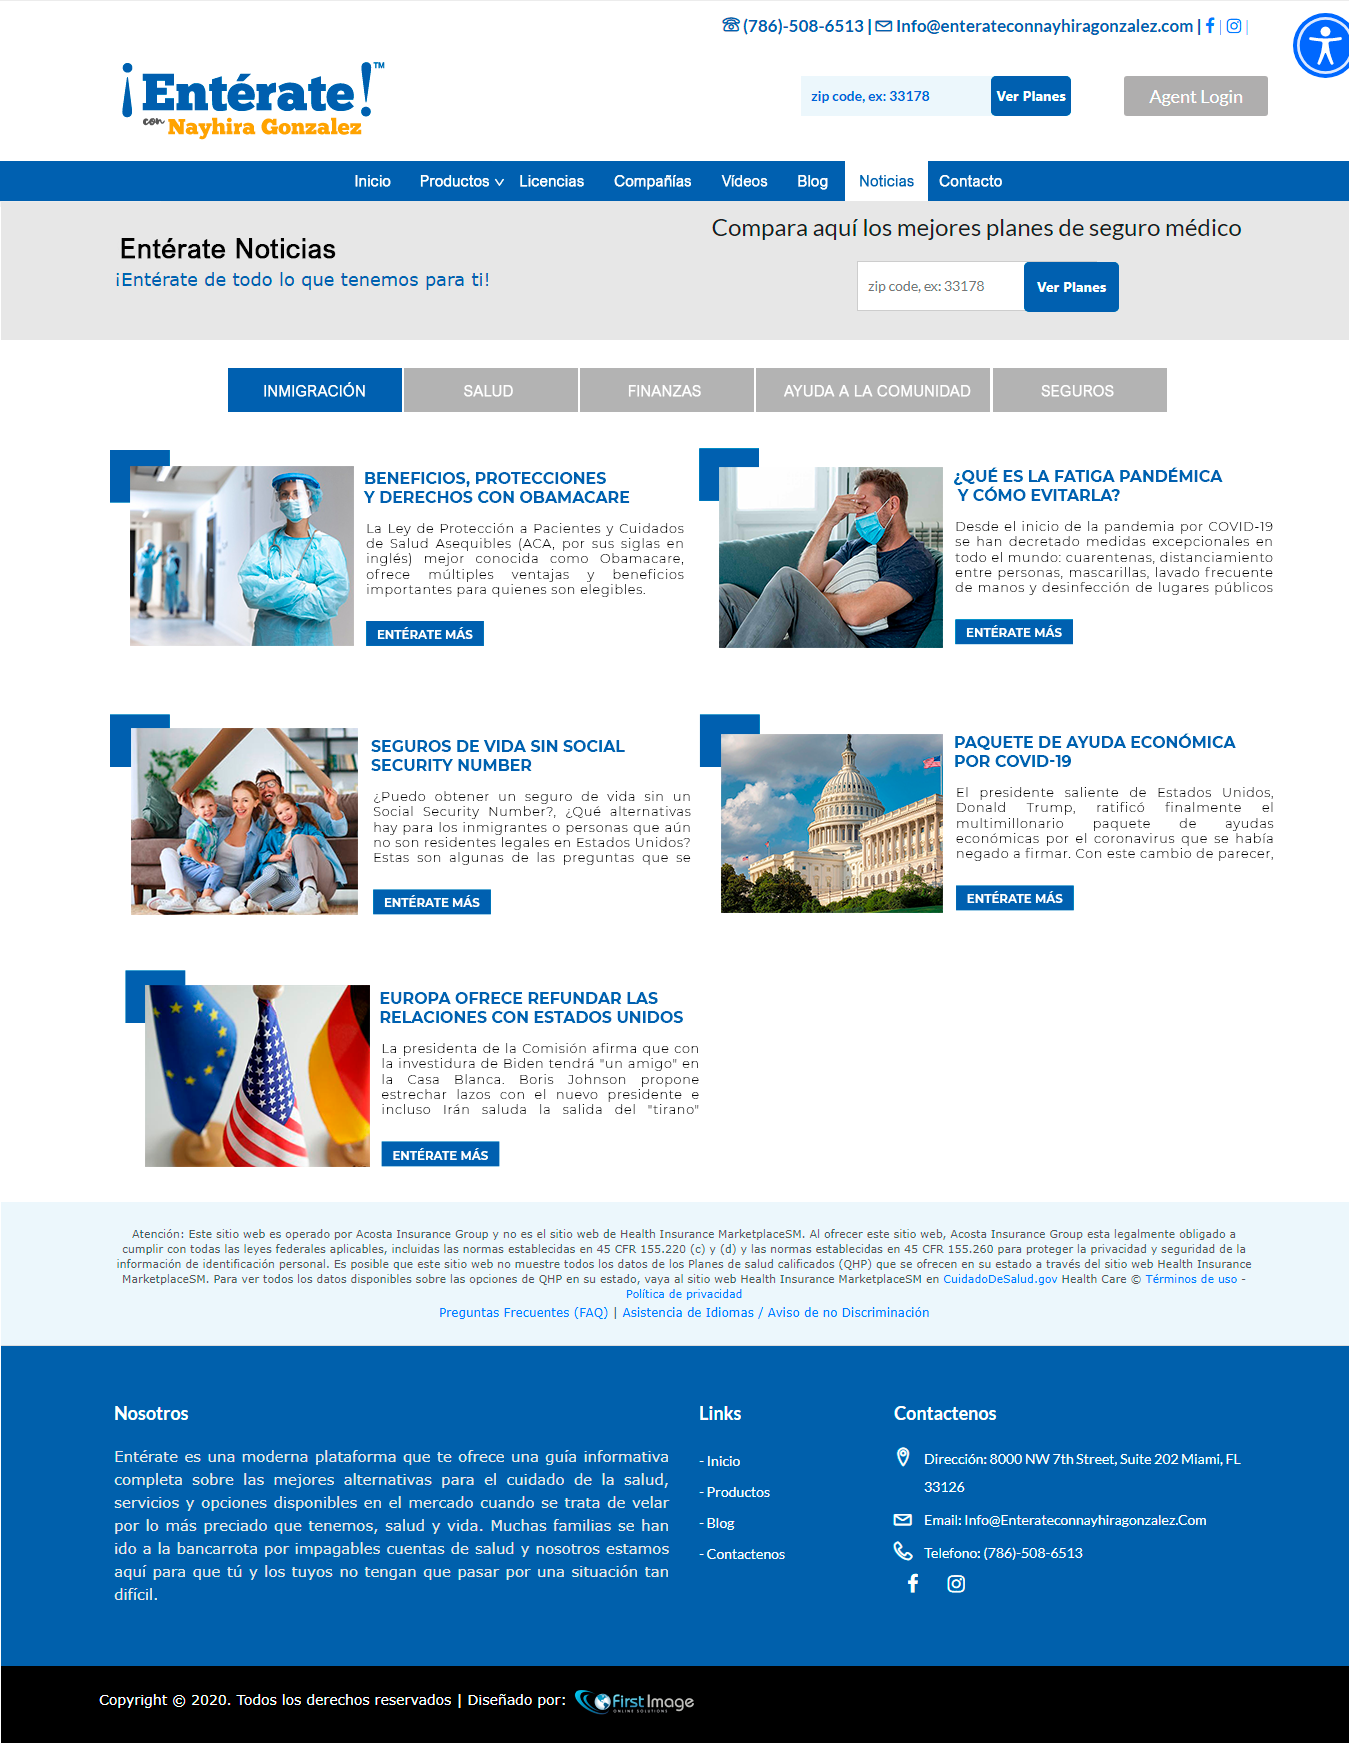 (786)-508-6513 | Info@enterateconnayhiragonzalez.com | | |
¡Entérate!™
con Nayhira Gonzalez
zip code, ex: 33178
Ver Planes
Agent Login
Inicio
Productos
Licencias
Compañías
Vídeos
Blog
Noticias
Contacto
Entérate Noticias
¡Entérate de todo lo que tenemos para ti!
Compara aquí los mejores planes de seguro médico
zip code, ex: 33178
Ver Planes
INMIGRACIÓN
SALUD
FINANZAS
AYUDA A LA COMUNIDAD
SEGUROS
BENEFICIOS, PROTECCIONES
Y DERECHOS CON OBAMACARE
La Ley de Protección a Pacientes y Cuidados
de Salud Asequibles (ACA, por sus siglas en
inglés) mejor conocida como Obamacare,
ofrece múltiples ventajas y beneficios
importantes para quienes son elegibles.
ENTÉRATE MÁS
¿QUÉ ES LA FATIGA PANDÉMICA
Y CÓMO EVITARLA?
Desde el inicio de la pandemia por COVID-19
se han decretado medidas excepcionales en
todo el mundo: cuarentenas, distanciamiento
entre personas, mascarillas, lavado frecuente
de manos y desinfección de lugares públicos
ENTÉRATE MÁS
SEGUROS DE VIDA SIN SOCIAL
SECURITY NUMBER
¿Puedo obtener un seguro de vida sin un
Social Security Number?, ¿Qué alternativas
hay para los inmigrantes o personas que aún
no son residentes legales en Estados Unidos?
Estas son algunas de las preguntas que se
ENTÉRATE MÁS
PAQUETE DE AYUDA ECONÓMICA
POR COVID-19
El presidente saliente de Estados Unidos,
Donald Trump, ratificó finalmente el
multimillonario paquete de ayudas
económicas por el coronavirus que se había
negado a firmar. Con este cambio de parecer,
ENTÉRATE MÁS
EUROPA OFRECE REFUNDAR LAS
RELACIONES CON ESTADOS UNIDOS
La presidenta de la Comisión afirma que con
la investidura de Biden tendrá "un amigo" en
la Casa Blanca. Boris Johnson propone
estrechar lazos con el nuevo presidente e
incluso Irán saluda la salida del "tirano"
ENTÉRATE MÁS
Atención: Este sitio web es operado por Acosta Insurance Group y no es el sitio web de Health Insurance MarketplaceSM. Al ofrecer este sitio web, Acosta Insurance Group esta legalmente obligado a
cumplir con todas las leyes federales aplicables, incluidas las normas establecidas en 45 CFR 155.220 (c) y (d) y las normas establecidas en 45 CFR 155.260 para proteger la privacidad y seguridad de la
información de identificación personal. Es posible que este sitio web no muestre todos los datos de los Planes de salud calificados (QHP) que se ofrecen en su estado a través del sitio web Health Insurance
MarketplaceSM. Para ver todos los datos disponibles sobre las opciones de QHP en su estado, vaya al sitio web Health Insurance MarketplaceSM en CuidadoDeSalud.gov Health Care © Términos de uso -
Política de privacidad
Preguntas Frecuentes (FAQ) | Asistencia de Idiomas / Aviso de no Discriminación
Nosotros
Entérate es una moderna plataforma que te ofrece una guía informativa
completa sobre las mejores alternativas para el cuidado de la salud,
servicios y opciones disponibles en el mercado cuando se trata de velar
por lo más preciado que tenemos, salud y vida. Muchas familias se han
ido a la bancarrota por impagables cuentas de salud y nosotros estamos
aquí para que tú y los tuyos no tengan que pasar por una situación tan
difícil.
Links
- Inicio
- Productos
- Blog
- Contactenos
Contactenos
Dirección: 8000 NW 7th Street, Suite 202 Miami, FL
33126
Email: Info@Enterateconnayhiragonzalez.Com
Telefono: (786)-508-6513
Copyright © 2020. Todos los derechos reservados | Diseñado por: First Image
ONLINE SOLUTIONS